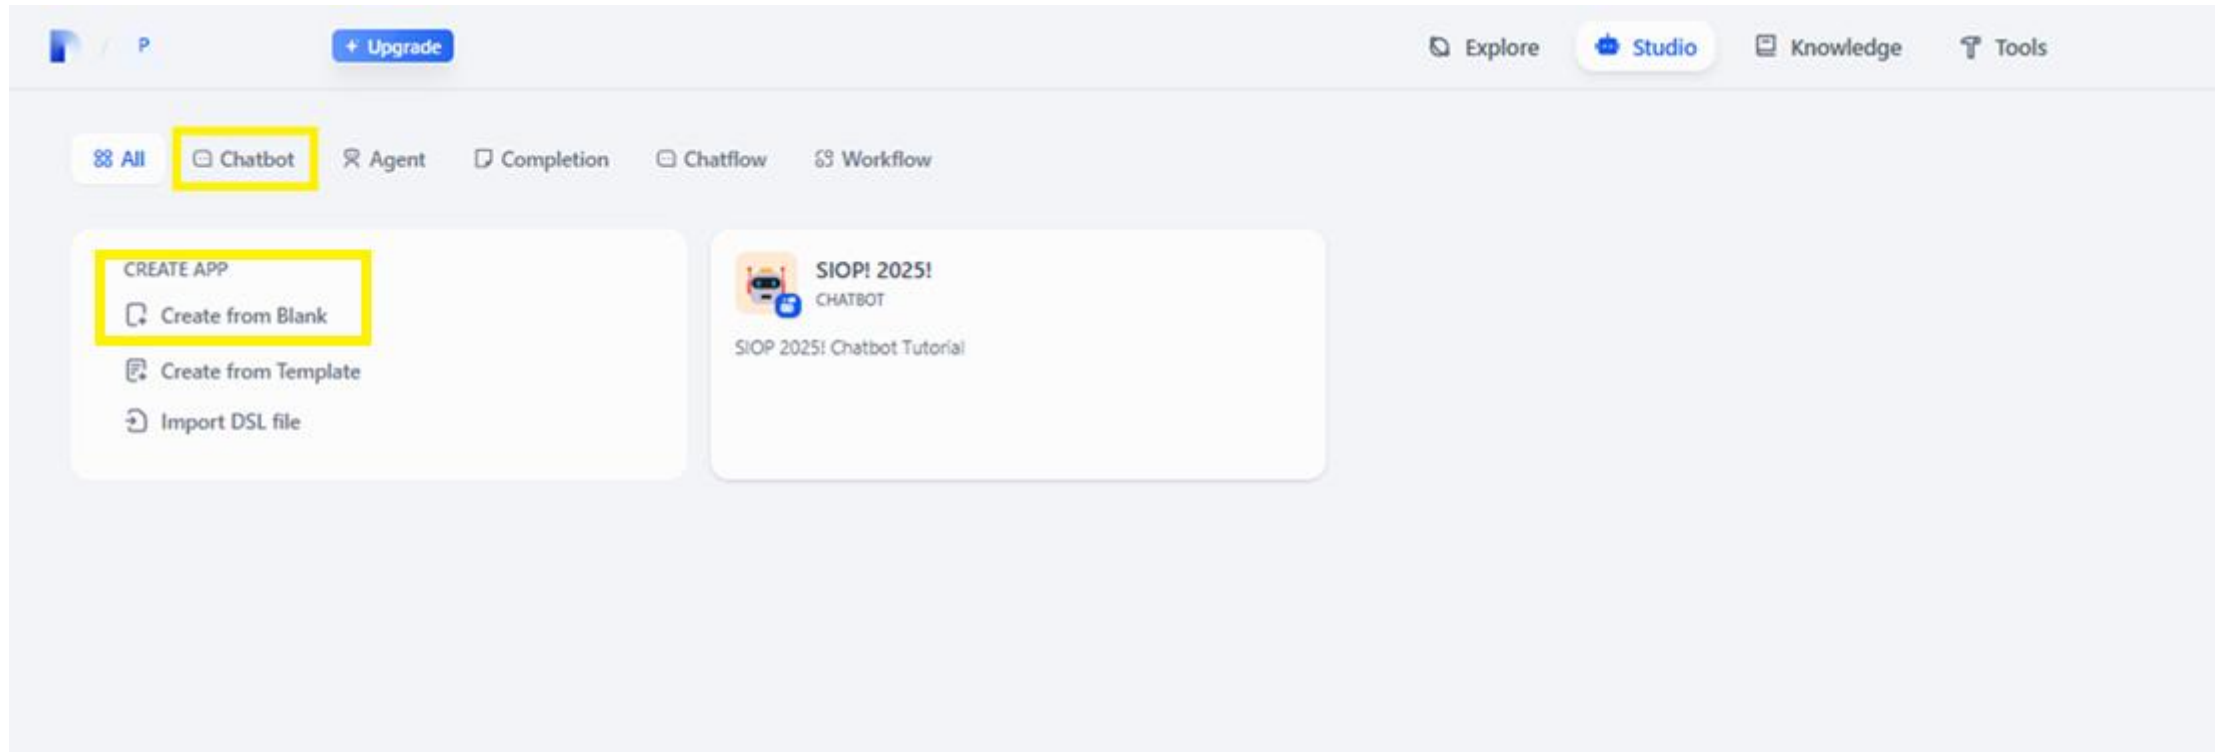 P
Upgrade
Explore
Studio
Knowledge
Tools
All
Chatbot
Agent
Completion
Chatflow
Workflow
CREATE APP
Create from Blank
Create from Template
Import DSL file
SIOP! 2025!
CHATBOT
SIOP 2025! Chatbot Tutorial